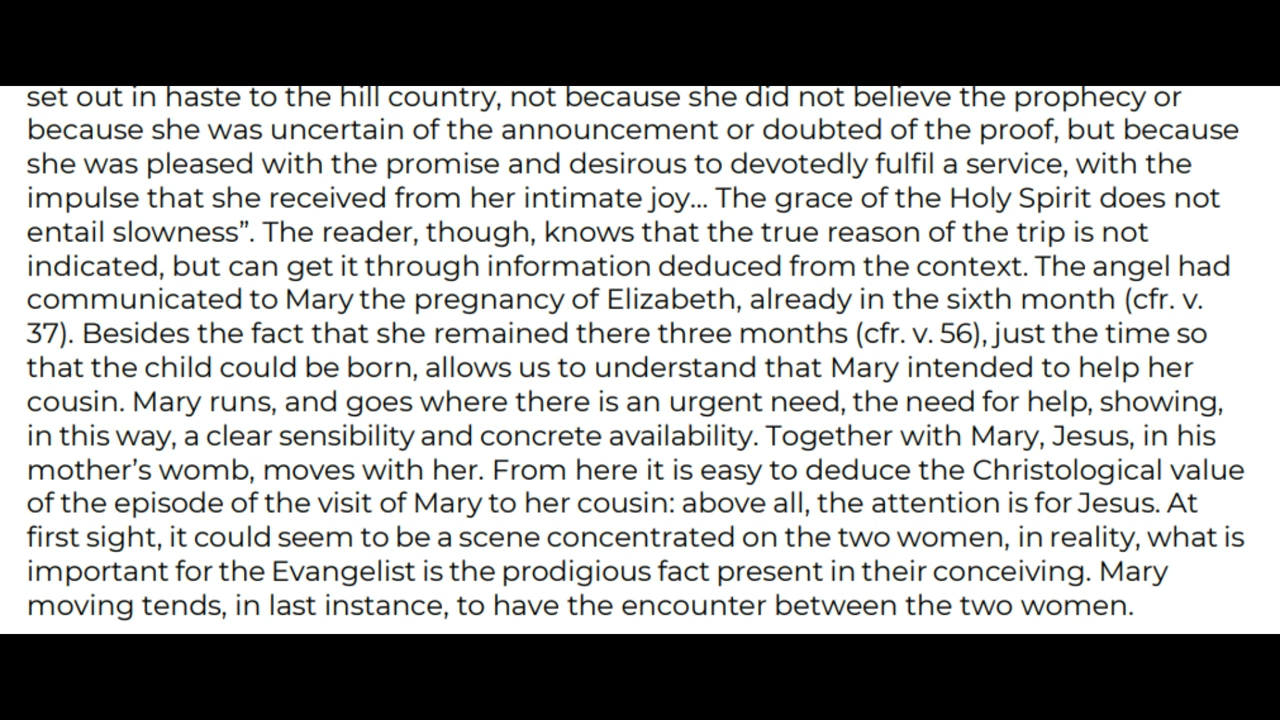 set out in haste to the hill country, not because she did not believe the prophecy or
because she was uncertain of the announcement or doubted of the proof, but because
she was pleased with the promise and desirous to devotedly fulfil a service, with the
impulse that she received from her intimate joy... The grace of the Holy Spirit does not
entail slowness”. The reader, though, knows that the true reason of the trip is not
indicated, but can get it through information deduced from the context. The angel had
communicated to Mary the pregnancy of Elizabeth, already in the sixth month (cfr. v.
37). Besides the fact that she remained there three months (cfr. v. 56), just the time so
that the child could be born, allows us to understand that Mary intended to help her
cousin. Mary runs, and goes where there is an urgent need, the need for help, showing,
in this way, a clear sensibility and concrete availability. Together with Mary, Jesus, in his
mother’s womb, moves with her. From here it is easy to deduce the Christological value
of the episode of the visit of Mary to her cousin: above all, the attention is for Jesus. At
first sight, it could seem to be a scene concentrated on the two women, in reality, what is
important for the Evangelist is the prodigious fact present in their conceiving. Mary
moving tends, in last instance, to have the encounter between the two women.